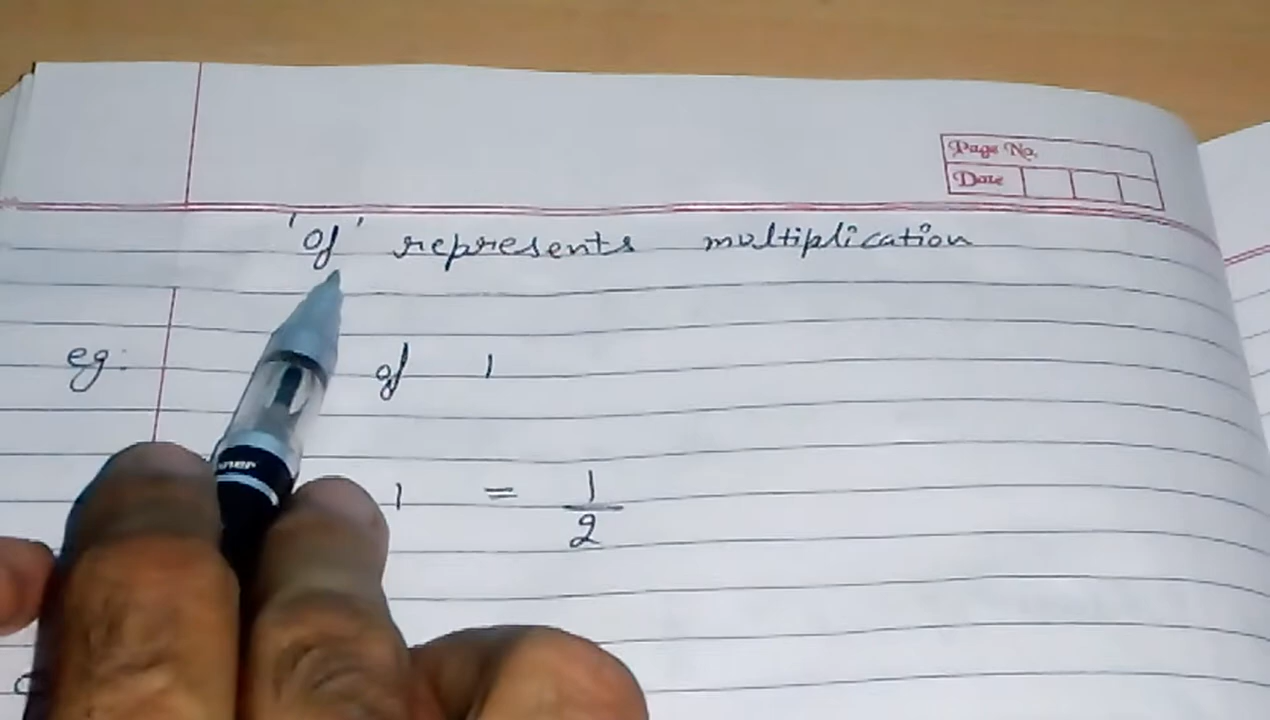 Page No.
Date
'of' represents multiplication
eg: of 1
1 = 1/2